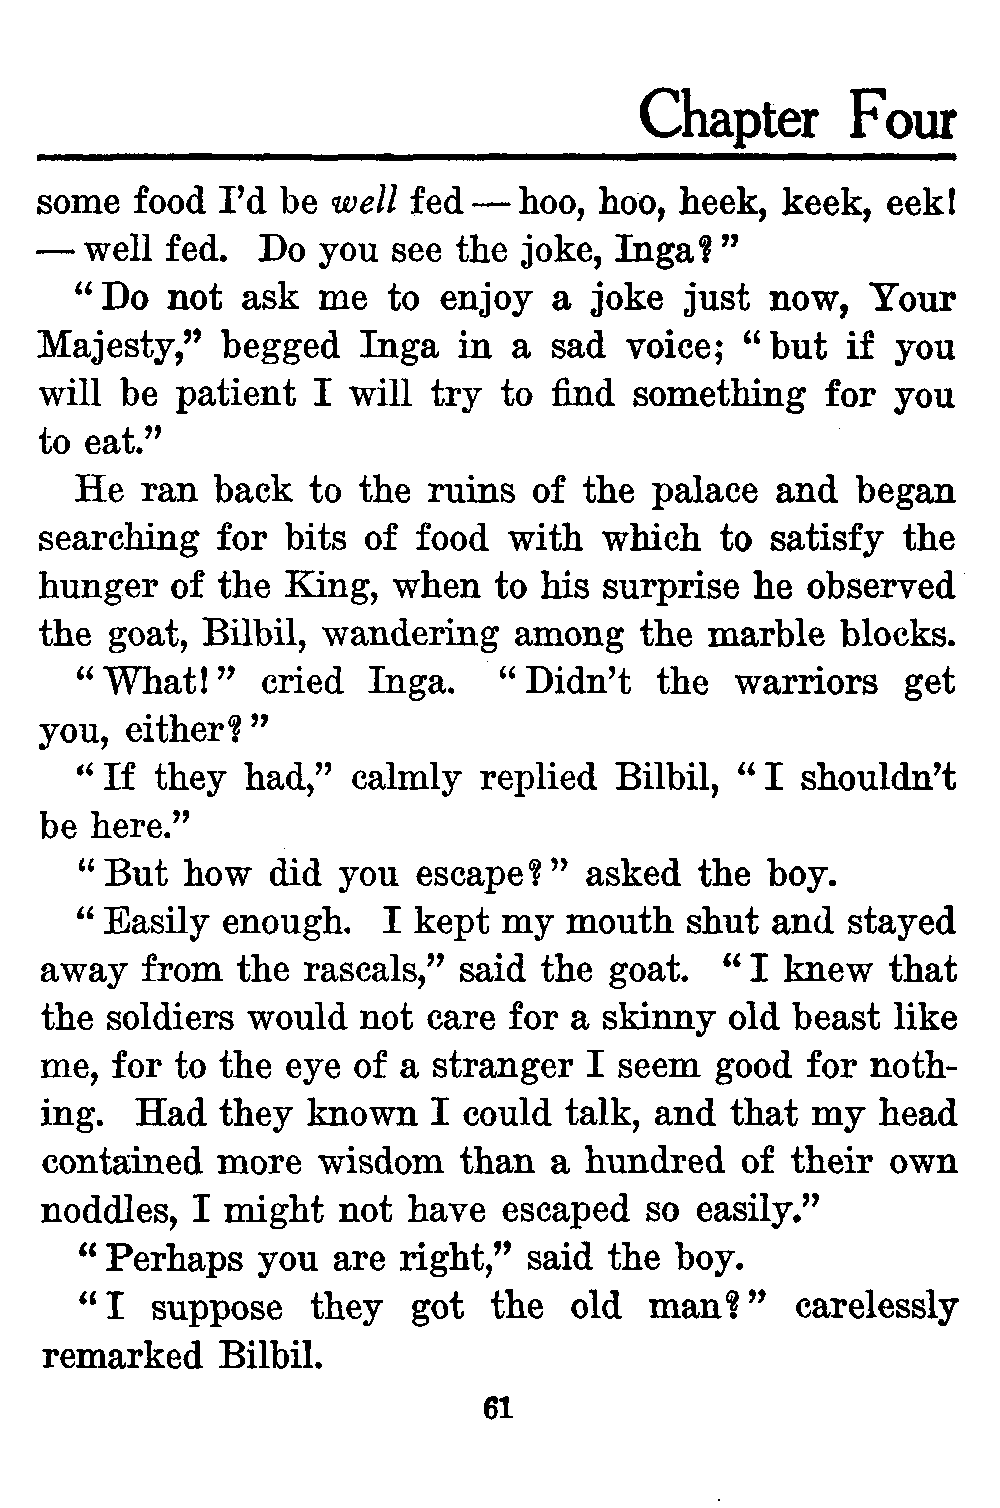 Chapter Four
some food I'd be well fed — hoo, hoo, heek, keek, eek!
— well fed. Do you see the joke, Inga?"
"Do not ask me to enjoy a joke just now, Your
Majesty," begged Inga in a sad voice; "but if you
will be patient I will try to find something for you
to eat."
He ran back to the ruins of the palace and began
searching for bits of food with which to satisfy the
hunger of the King, when to his surprise he observed
the goat, Bilbil, wandering among the marble blocks.
"What!" cried Inga. "Didn't the warriors get
you, either?"
"If they had," calmly replied Bilbil, "I shouldn't
be here."
"But how did you escape?" asked the boy.
"Easily enough. I kept my mouth shut and stayed
away from the rascals," said the goat. "I knew that
the soldiers would not care for a skinny old beast like
me, for to the eye of a stranger I seem good for noth-
ing. Had they known I could talk, and that my head
contained more wisdom than a hundred of their own
noddles, I might not have escaped so easily."
"Perhaps you are right," said the boy.
"I suppose they got the old man?" carelessly
remarked Bilbil.
61